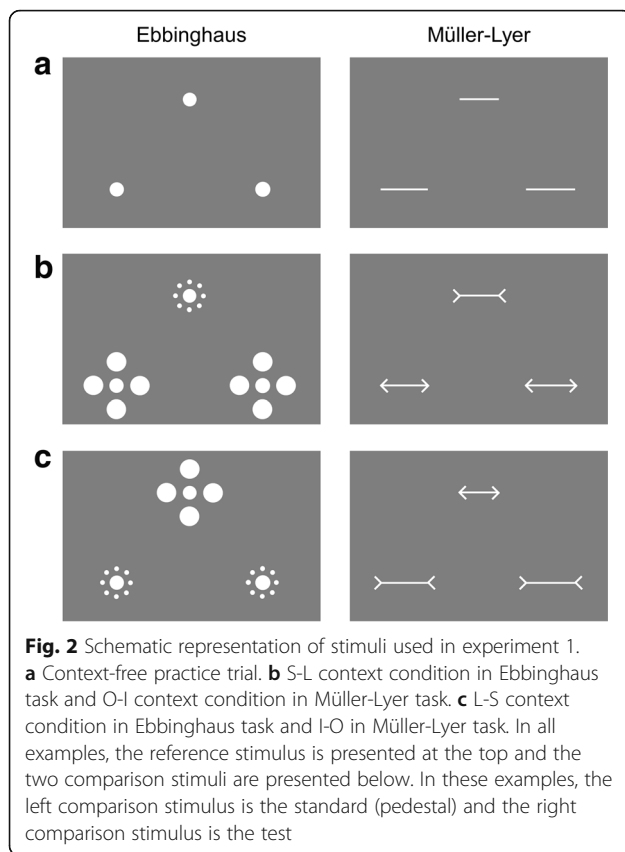 Ebbinghaus Müller-Lyer
a
b
c
Fig. 2 Schematic representation of stimuli used in experiment 1.
a Context-free practice trial. b S-L context condition in Ebbinghaus
task and O-I context condition in Müller-Lyer task. c L-S context
condition in Ebbinghaus task and I-O in Müller-Lyer task. In all
examples, the reference stimulus is presented at the top and the
two comparison stimuli are presented below. In these examples, the
left comparison stimulus is the standard (pedestal) and the right
comparison stimulus is the test